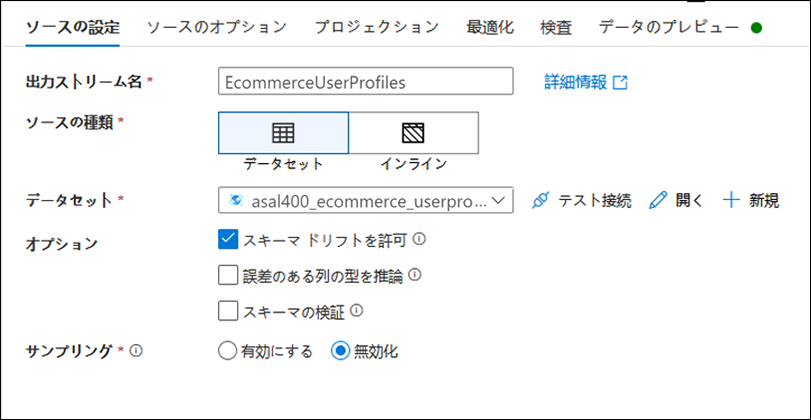 ソースの設定 ソースのオプション プロジェクション 最適化 検査 データのプレビュー
出力ストリーム名 * EcommerceUserProfiles 詳細情報
ソースの種類 *
データセット インライン
データセット * asal400_ecommerce_userpro... テスト接続 開く 新規
オプション スキーマ ドリフトを許可
誤差のある列の型を推論
スキーマの検証
サンプリング * 有効にする 無効化